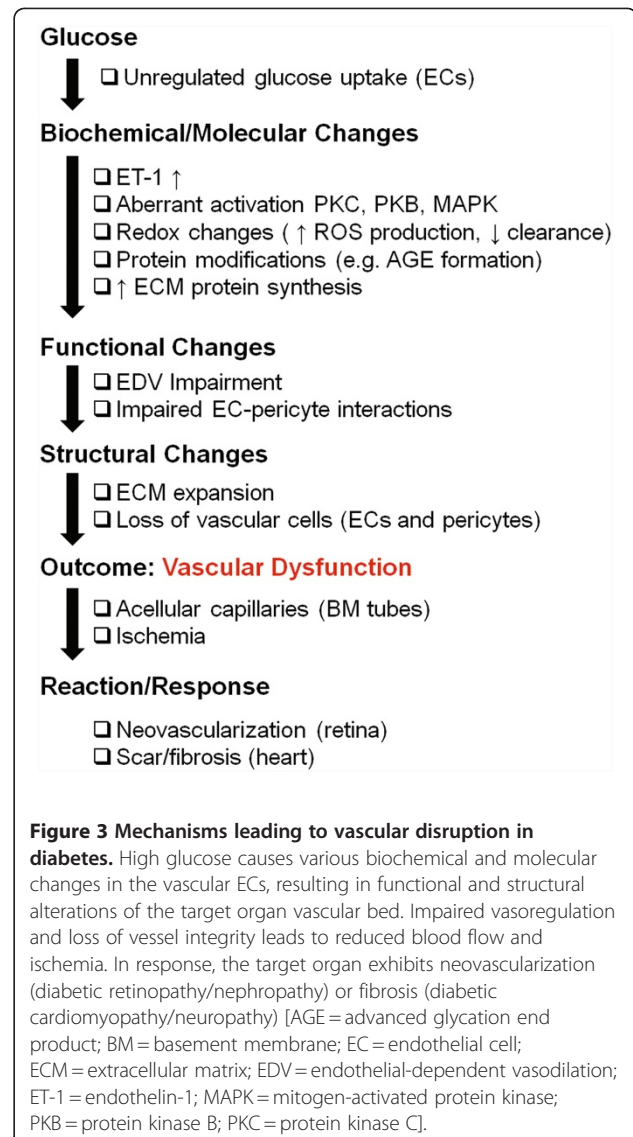 Glucose
❑ Unregulated glucose uptake (ECs)
Biochemical/Molecular Changes
❑ ET-1 ↑
❑ Aberrant activation PKC, PKB, MAPK
❑ Redox changes ( ↑ ROS production, ↓ clearance)
❑ Protein modifications (e.g. AGE formation)
❑ ↑ ECM protein synthesis
Functional Changes
❑ EDV Impairment
❑ Impaired EC-pericyte interactions
Structural Changes
❑ ECM expansion
❑ Loss of vascular cells (ECs and pericytes)
Outcome: Vascular Dysfunction
❑ Acellular capillaries (BM tubes)
❑ Ischemia
Reaction/Response
❑ Neovascularization (retina)
❑ Scar/fibrosis (heart)
Figure 3 Mechanisms leading to vascular disruption in
diabetes. High glucose causes various biochemical and molecular
changes in the vascular ECs, resulting in functional and structural
alterations of the target organ vascular bed. Impaired vasoregulation
and loss of vessel integrity leads to reduced blood flow and
ischemia. In response, the target organ exhibits neovascularization
(diabetic retinopathy/nephropathy) or fibrosis (diabetic
cardiomyopathy/neuropathy) [AGE = advanced glycation end
product; BM = basement membrane; EC = endothelial cell;
ECM = extracellular matrix; EDV = endothelial-dependent vasodilation;
ET-1 = endothelin-1; MAPK = mitogen-activated protein kinase;
PKB = protein kinase B; PKC = protein kinase C].